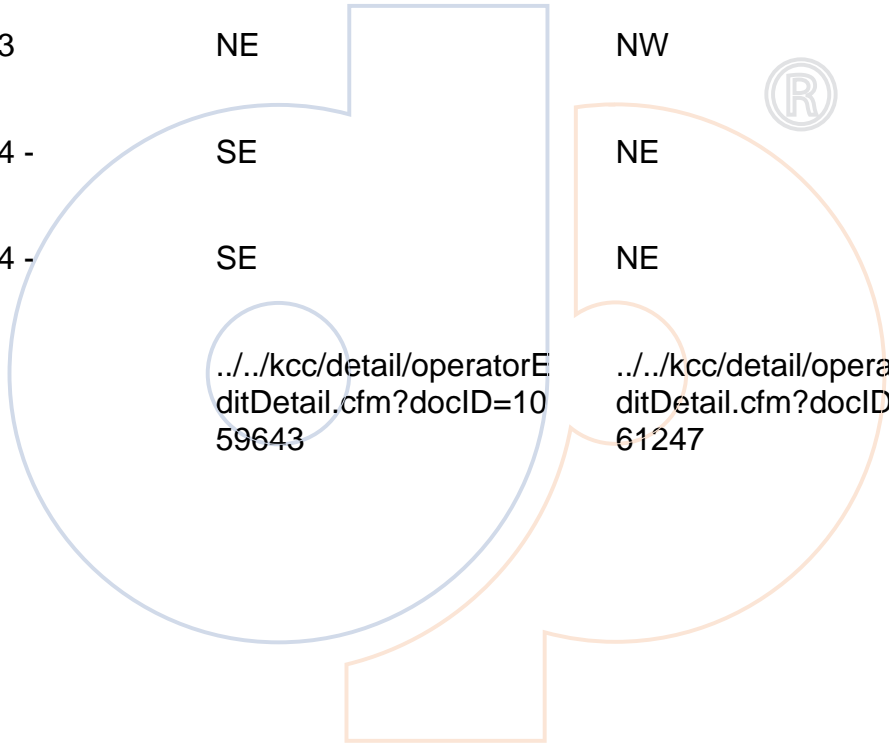 3 NE NW
®
4 - SE NE
4 - SE NE
../../kcc/detail/operatorE ../../kcc/detail/opera
ditDetail.cfm?docID=10 ditDetail.cfm?docID
59643 61247